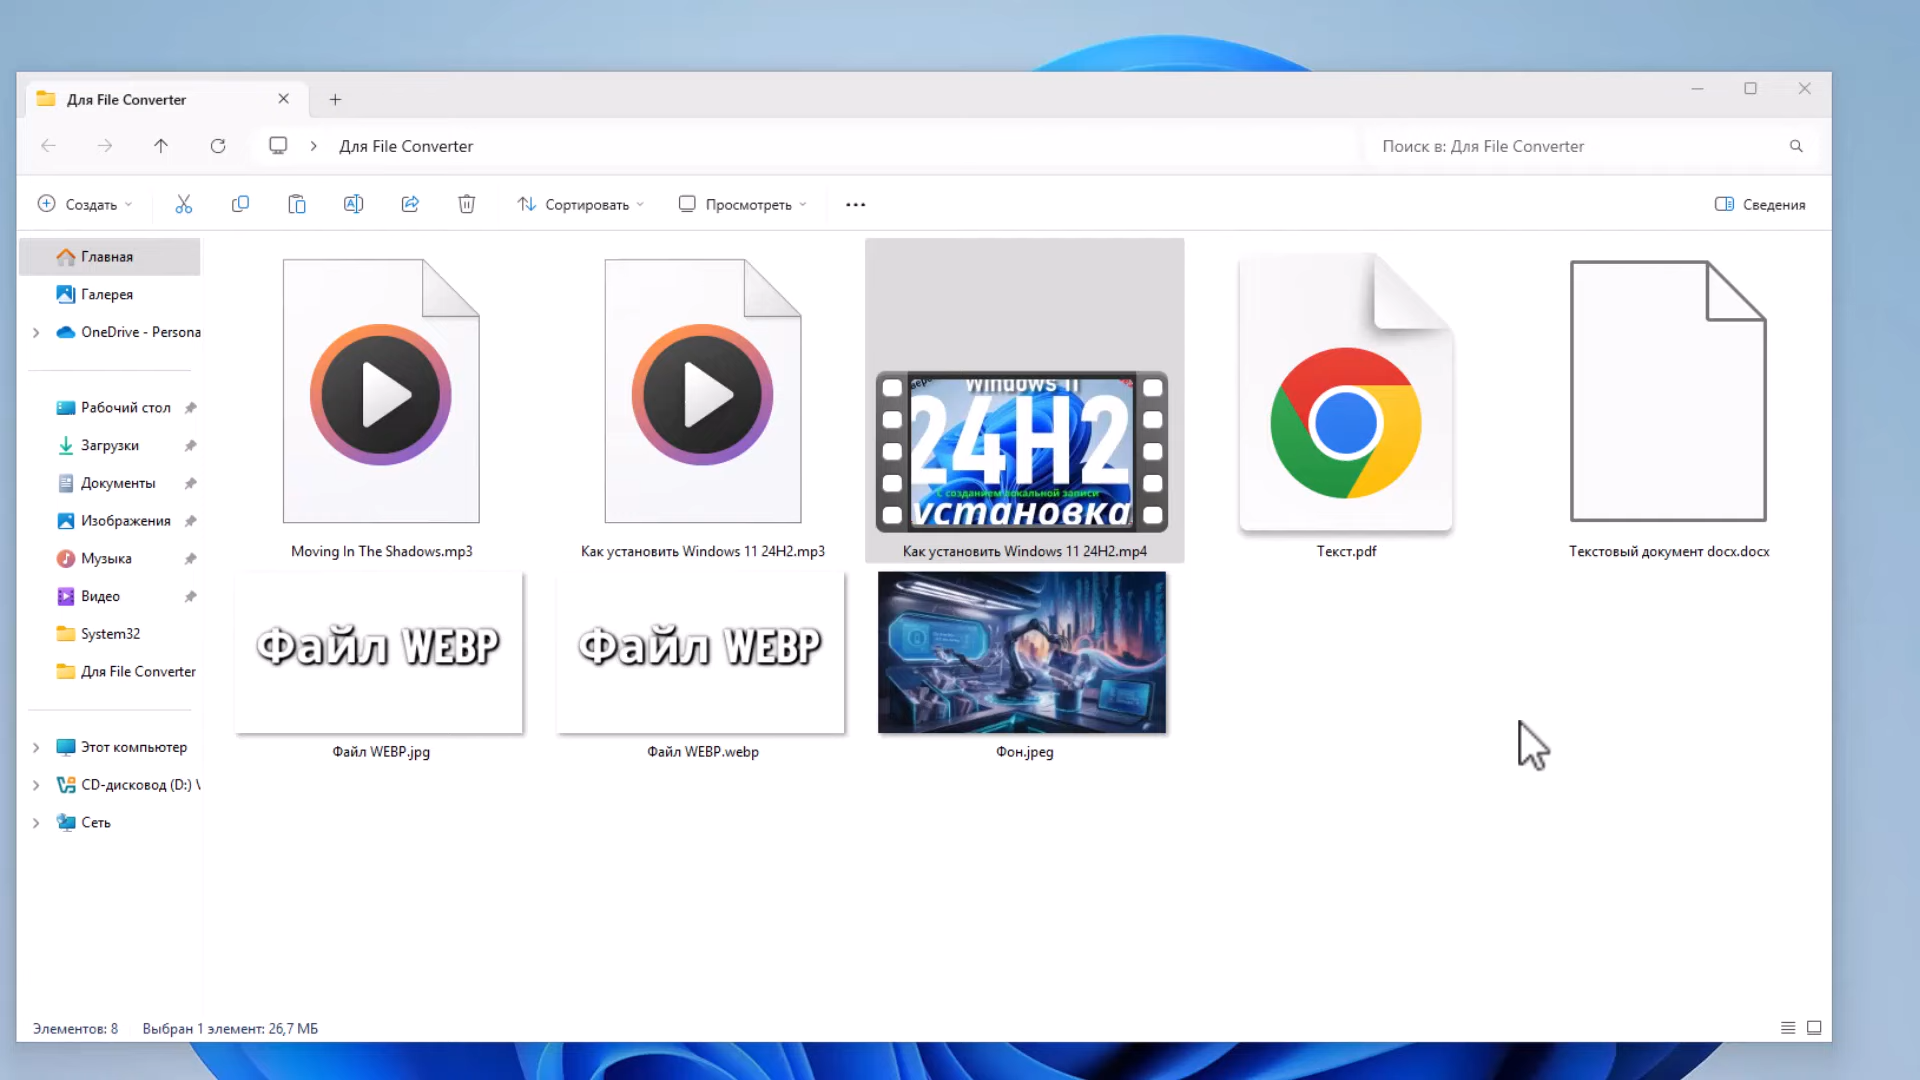 Для File Converter
Для File Converter
Поиск в: Для File Converter
Создать
Сортировать
Просмотреть
Сведения
Главная
Галерея
OneDrive - Persona
Рабочий стол
Загрузки
Документы
Изображения
Музыка
Видео
System32
Для File Converter
Этот компьютер
CD-дисковод (D:) \
Сеть
Windows 11
24H2
с созданием локальной записи
установка
Moving In The Shadows.mp3
Как установить Windows 11 24H2.mp3
Как установить Windows 11 24H2.mp4
Текст.pdf
Текстовый документ docx.docx
Файл WEBP
Файл WEBP
Файл WEBP.jpg
Файл WEBP.webp
Фон.jpeg
Элементов: 8
Выбран 1 элемент: 26,7 МБ